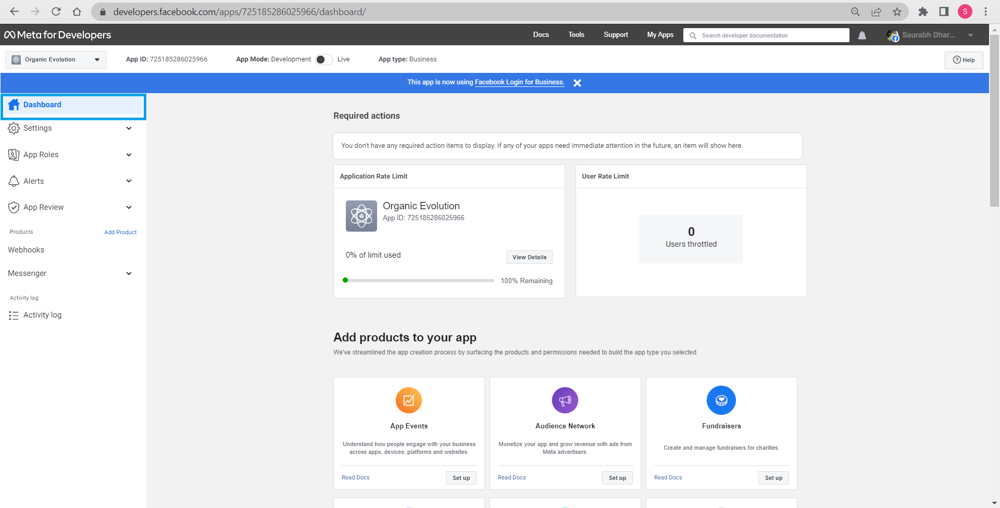 developers.facebook.com/apps/725185286025966/dashboard/
S
Meta for Developers
Docs
Tools
Support
My Apps
Search developer documentation
Saurabh Dhar...
Organic Evolution
App ID: 725185286025966
App Mode: Development
Live
App type: Business
Help
This app is now using Facebook Login for Business.
Dashboard
Settings
App Roles
Alerts
App Review
Products
Add Product
Webhooks
Messenger
Activity log
Activity log
Required actions
You don't have any required action items to display. If any of your apps need immediate attention in the future, an item will show here.
Application Rate Limit
Organic Evolution
App ID: 725185286025966
0% of limit used
View Details
100% Remaining
User Rate Limit
0
Users throttled
Add products to your app
We've streamlined the app creation process by surfacing the products and permissions needed to build the app type you selected.
App Events
Understand how people engage with your business
across apps, devices, platforms and websites.
Read Docs
Set up
Audience Network
Monetize your app and grow revenue with ads from
Meta advertisers.
Read Docs
Set up
Fundraisers
Create and manage fundraisers for charities.
Read Docs
Set up